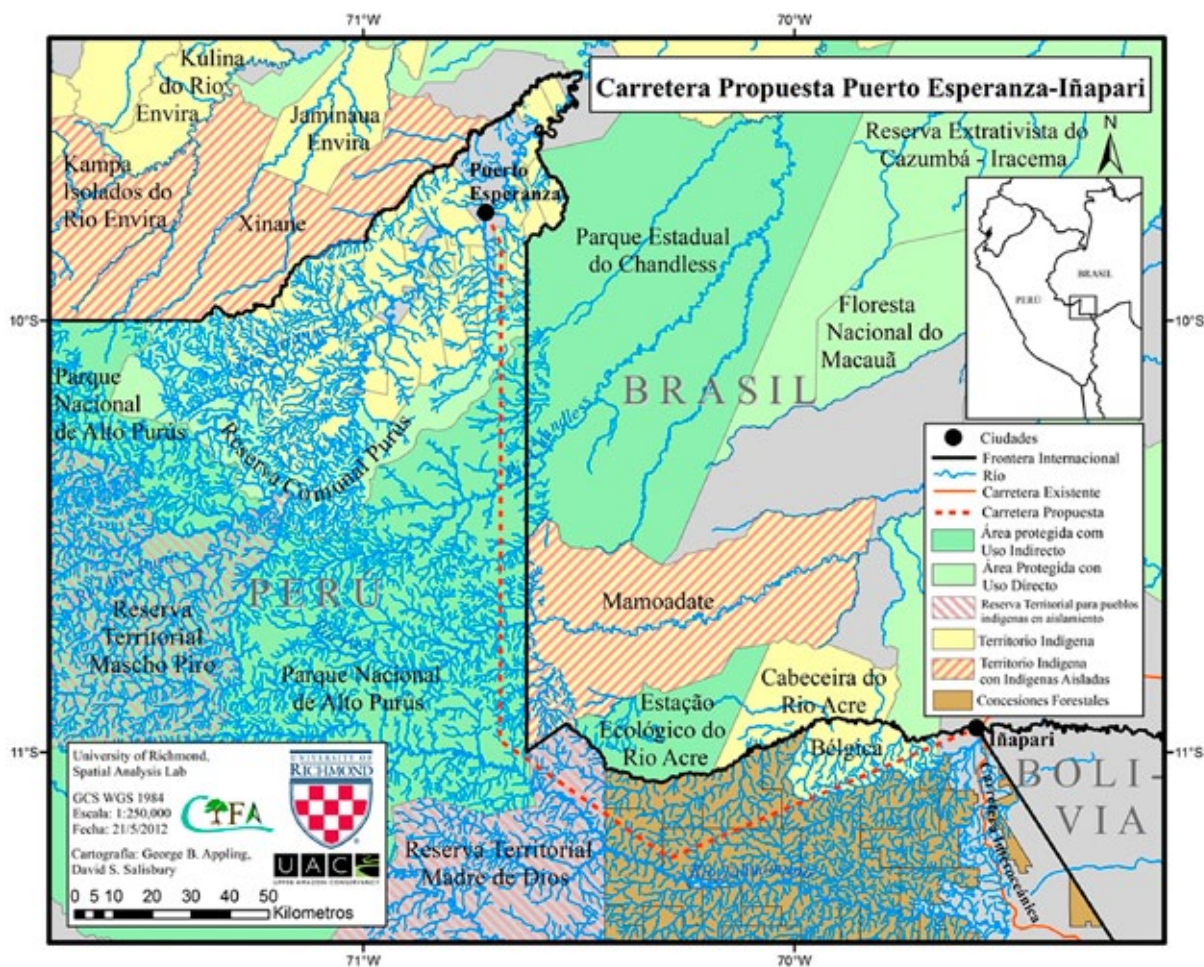 71°W
70°W
Carretera Propuesta Puerto Esperanza-Iñapari
Kulina
do Rio
Envira
Jaminaua
Envira
Kampa
Isolados do
Rio Envira
Xinane
Puerto
Esperanza
Parque Estadual
do Chandless
Reserva Extrativista do
Cazumbá - Iracema
N
BRASIL
PERÚ
Floresta
Nacional do
Macauã
10°S
10°S
Parque
Nacional
de Alto Purús
BRASIL
Reserva Comunal Purús
PERÚ
Reserva
Territorial
Mascho Piro
Parque Nacional
de Alto Purús
Mamoadate
Estação
Ecológico do
Rio Acre
Cabeceira do
Rio Acre
Bélgica
Iñapari
Ciudades
Frontera Internacional
Río
Carretera Existente
Carretera Propuesta
Área protegida com
Uso Indirecto
Área Protegida con
Uso Directo
Reserva Territorial para pueblos
indígenas en aislamiento
Territorio Indígena
Territorio Indígena
con Indígenas Aisladas
Concesiones Forestales
11°S
11°S
BOLI-
VIA
Carretera Interoceánica
Reserva Territorial
Madre de Dios
University of Richmond,
Spatial Analysis Lab
GCS WGS 1984
Escala: 1:250,000
Fecha: 21/5/2012
Cartografía: George B. Appling,
David S. Salisbury
UNIVERSITY OF
RICHMOND
UAC
UPPER AMAZON CONSERVANCY
0 5 10 20 30 40 50
Kilometros
71°W
70°W